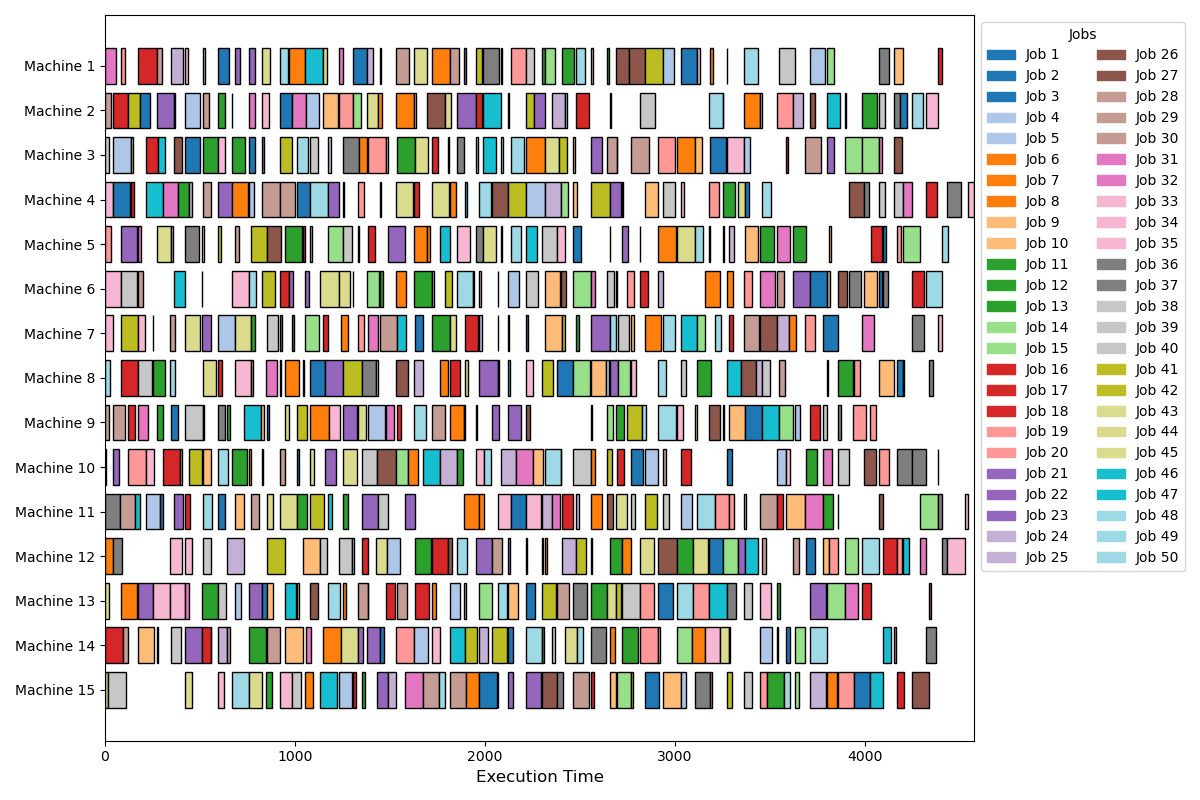 Machine 1
Machine 2
Machine 3
Machine 4
Machine 5
Machine 6
Machine 7
Machine 8
Machine 9
Machine 10
Machine 11
Machine 12
Machine 13
Machine 14
Machine 15
0 1000 2000 3000 4000
Execution Time
Jobs
Job 1
Job 2
Job 3
Job 4
Job 5
Job 6
Job 7
Job 8
Job 9
Job 10
Job 11
Job 12
Job 13
Job 14
Job 15
Job 16
Job 17
Job 18
Job 19
Job 20
Job 21
Job 22
Job 23
Job 24
Job 25
Job 26
Job 27
Job 28
Job 29
Job 30
Job 31
Job 32
Job 33
Job 34
Job 35
Job 36
Job 37
Job 38
Job 39
Job 40
Job 41
Job 42
Job 43
Job 44
Job 45
Job 46
Job 47
Job 48
Job 49
Job 50